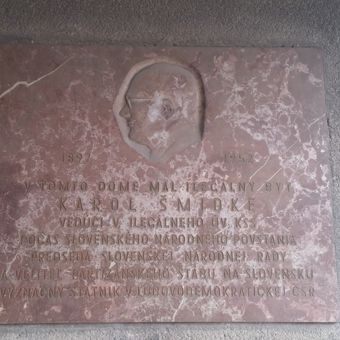 1897 1952
V TOMTO DOME MAL ILEGÁLNY BYT
KAROL ŠMIDKE
VEDÚCI V. ILEGÁLNEHO ÚV KSS
POČAS SLOVENSKÉHO NÁRODNÉHO POVSTANIA
PREDSEDA SLOVENSKEJ NÁRODNEJ RADY
A VELITEĽ PARTIZÁNSKEHO ŠTÁBU NA SLOVENSKU
VÝZNAČNÝ ŠTÁTNIK V ĽUDOVODEMOKRATICKEJ ČSR